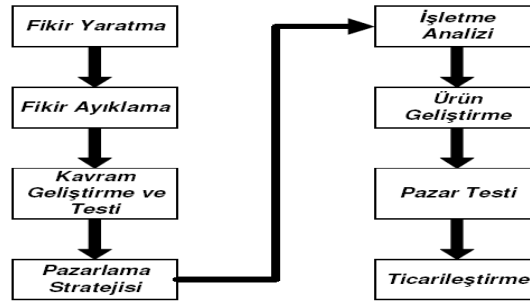 Fikir Yaratma
Fikir Ayıklama
Kavram
Geliştirme ve
Testi
Pazarlama
Stratejisi
İşletme
Analizi
Ürün
Geliştirme
Pazar Testi
Ticarileştirme